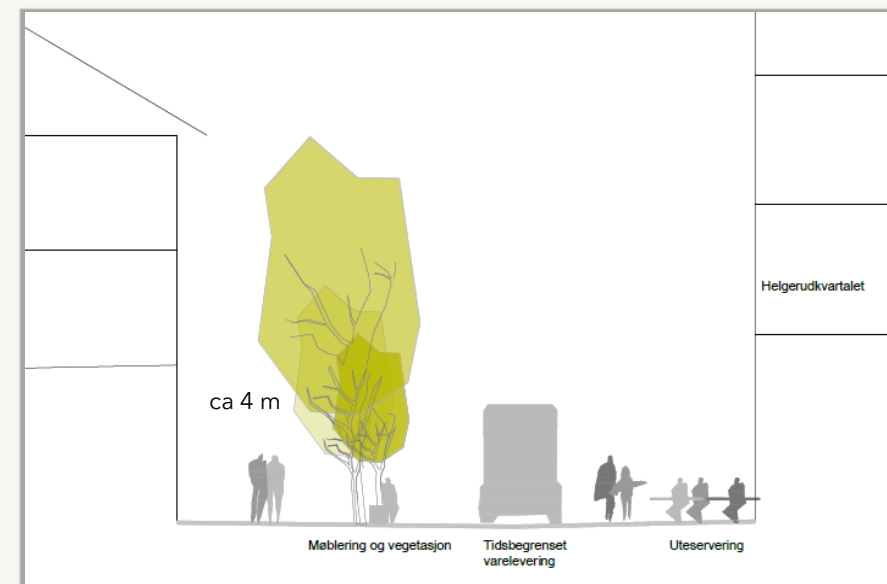 Helgerudkvartalet
ca 4 m
Møblering og vegetasjon
Tidsbegrenset
varelevering
Uteservering